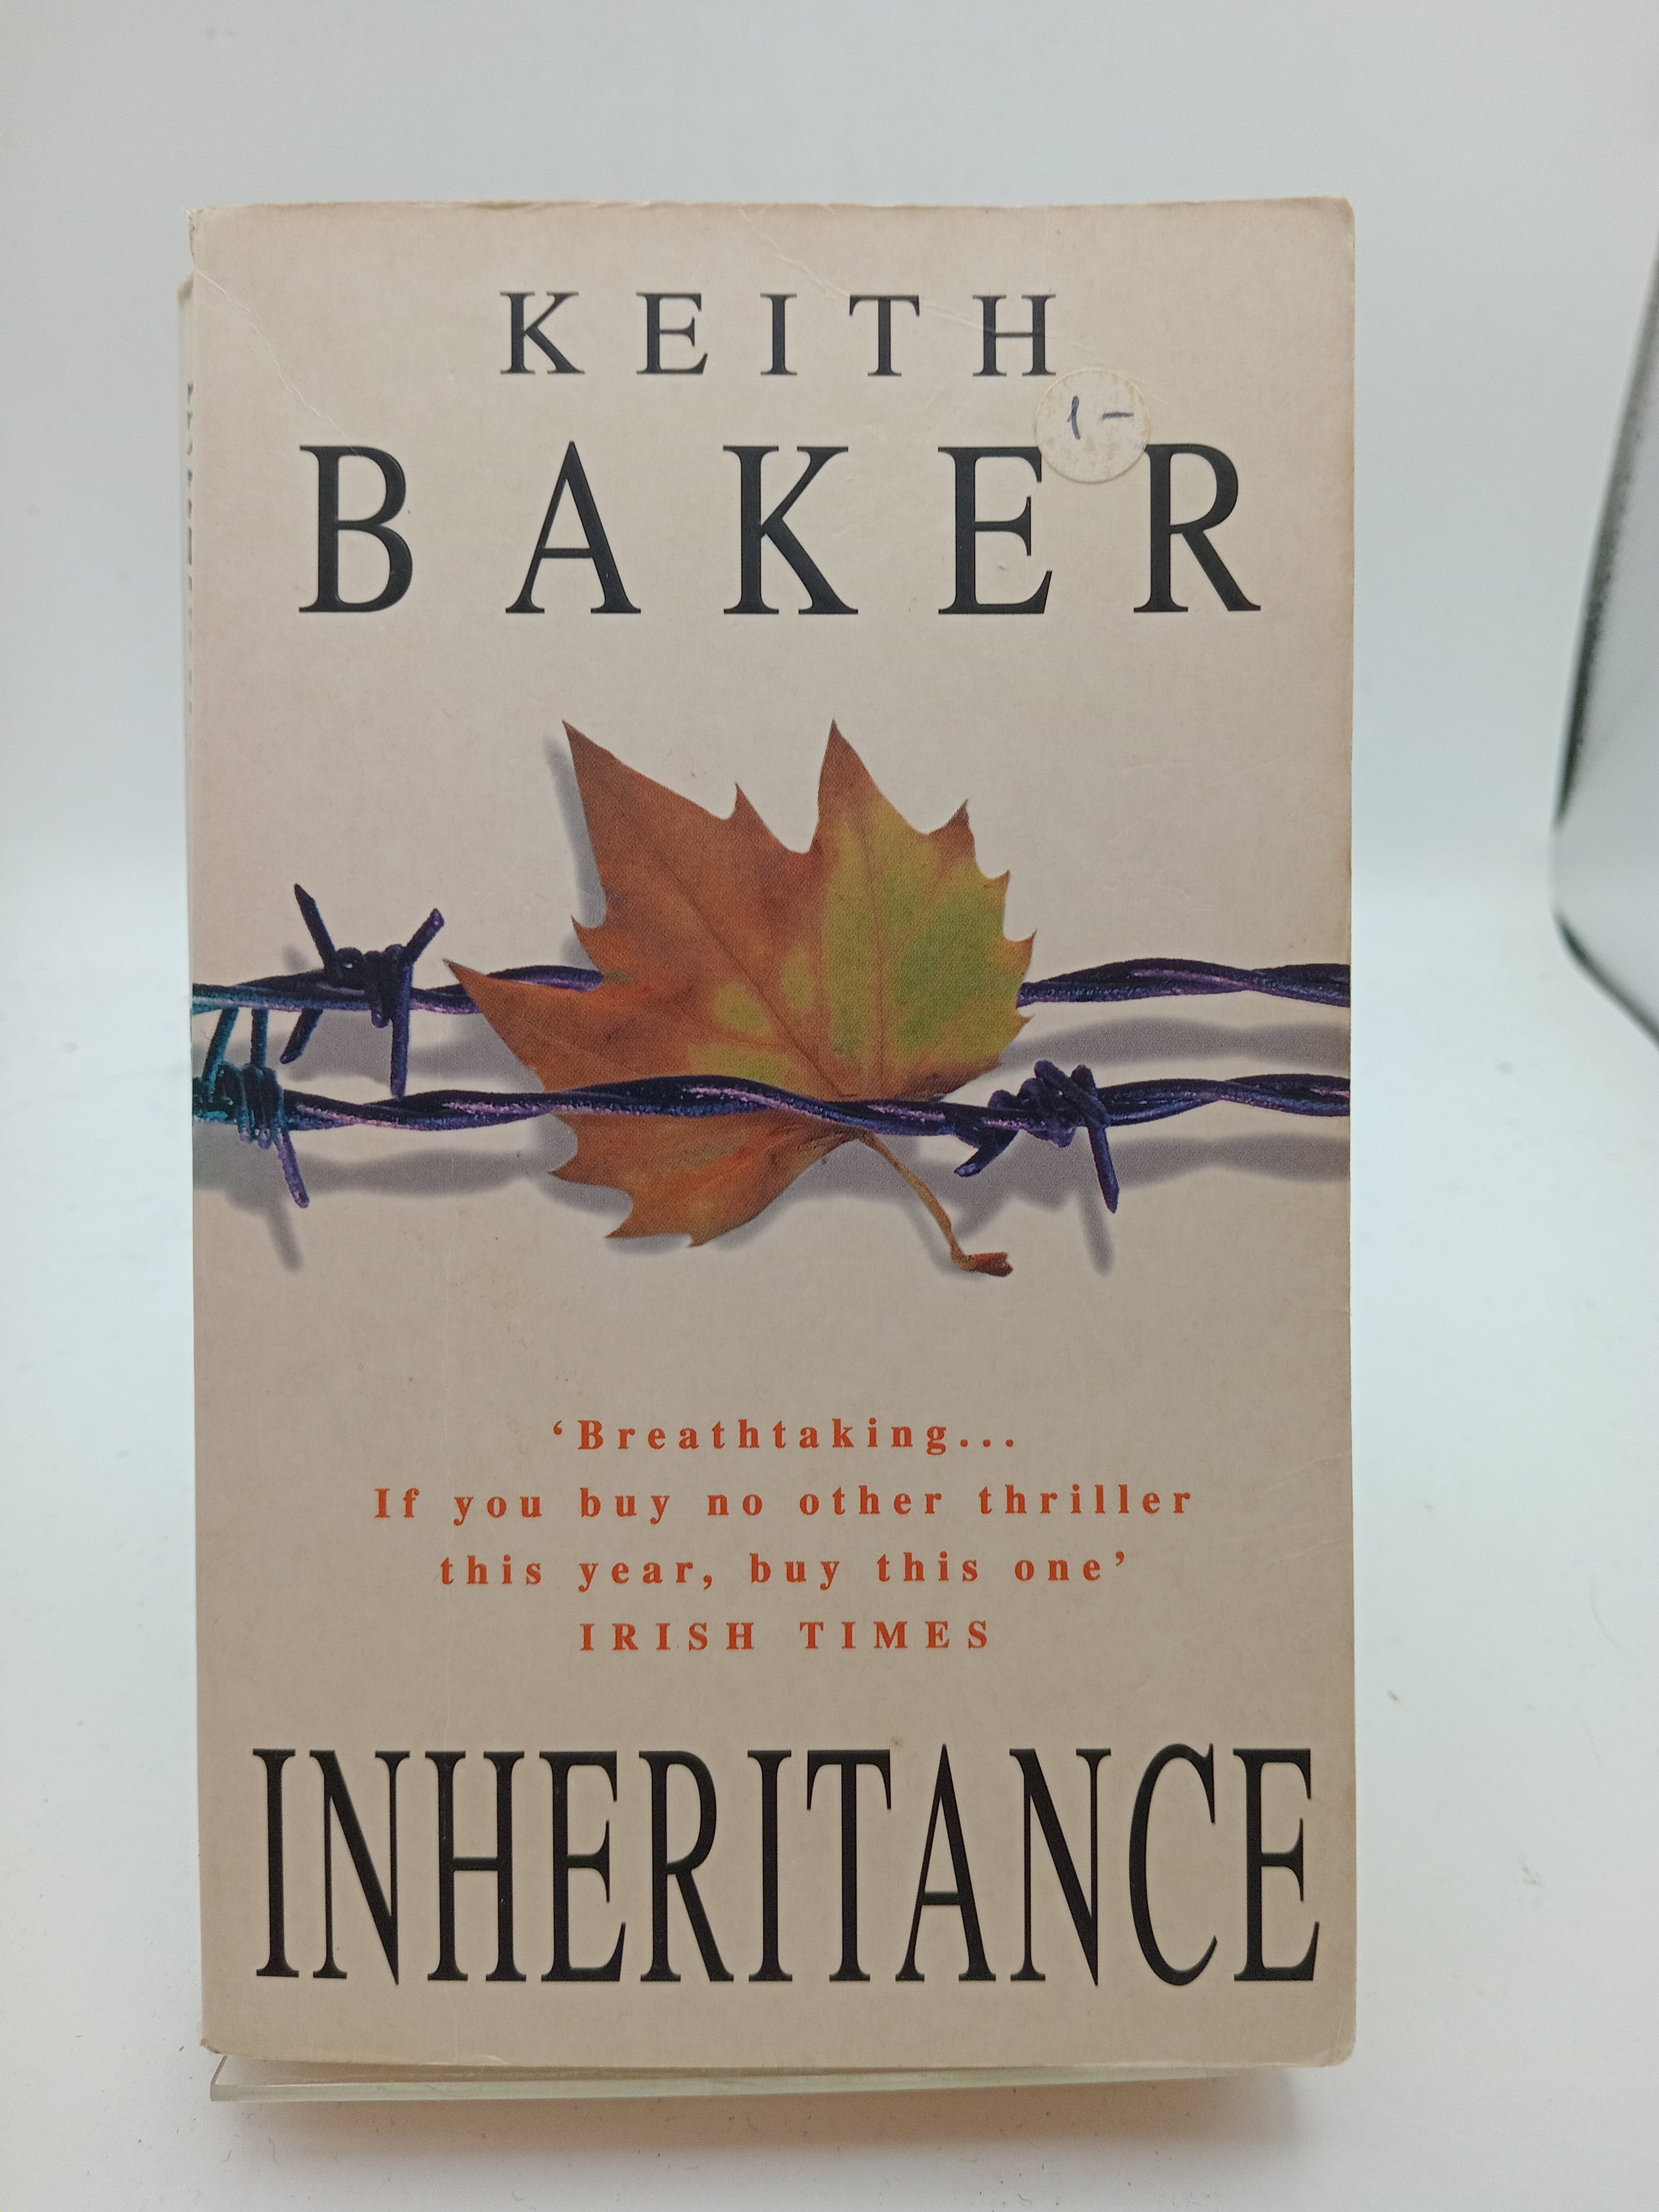 KEITH
1-
BAKER
‘Breathtaking...
If you buy no other thriller
this year, buy this one’
IRISH TIMES
INHERITANCE